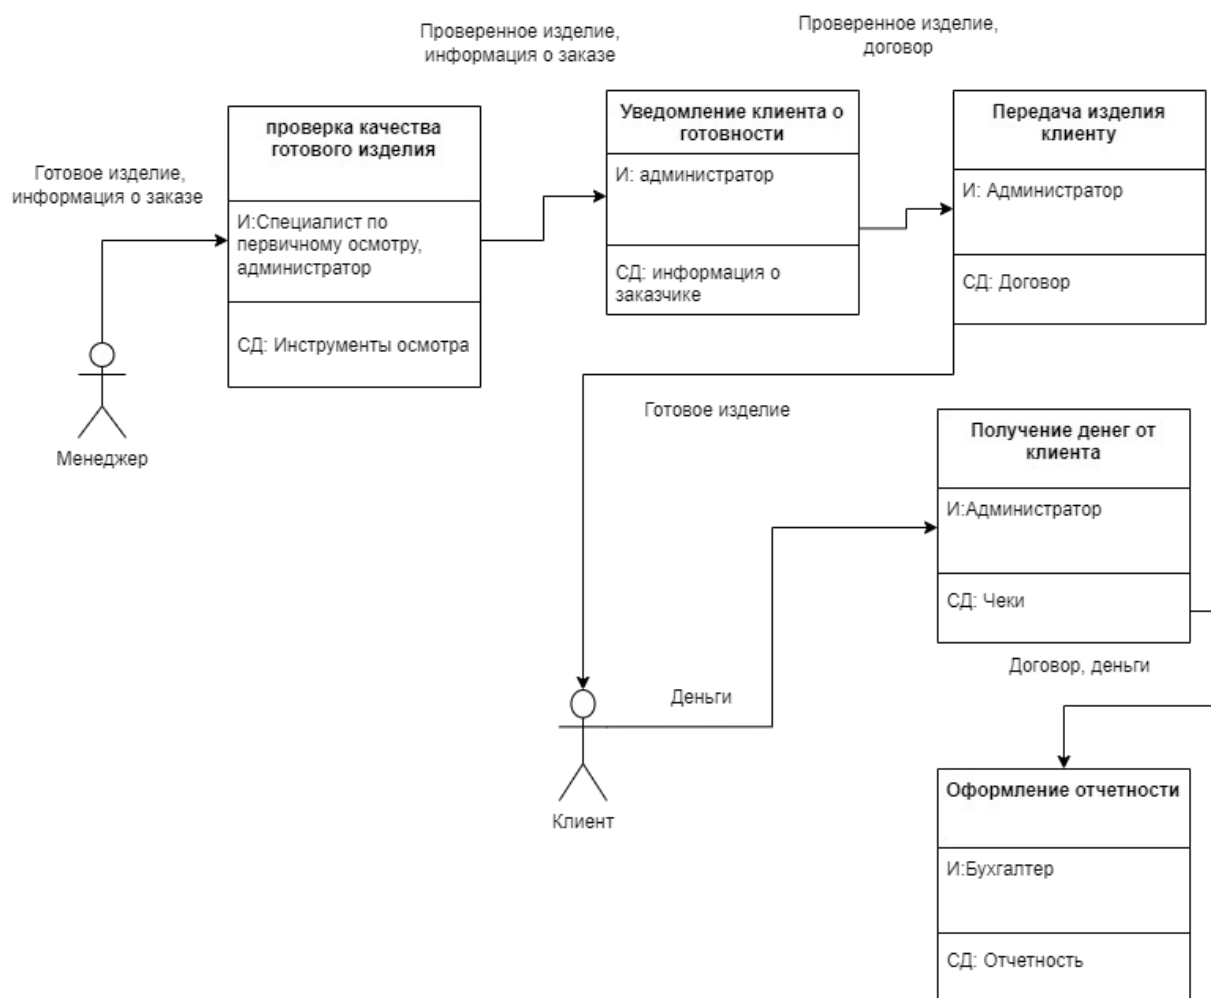 Проверенное изделие,
информация о заказе
Проверенное изделие,
договор
Готовое изделие,
информация о заказе
проверка качества
готового изделия
И:Специалист по
первичному осмотру,
администратор
СД: Инструменты осмотра
Уведомление клиента о
готовности
И: администратор
СД: информация о
заказчике
Передача изделия
клиенту
И: Администратор
СД: Договор
Менеджер
Готовое изделие
Получение денег от
клиента
И:Администратор
СД: Чеки
Деньги
Договор, деньги
Клиент
Оформление отчетности
И:Бухгалтер
СД: Отчетность